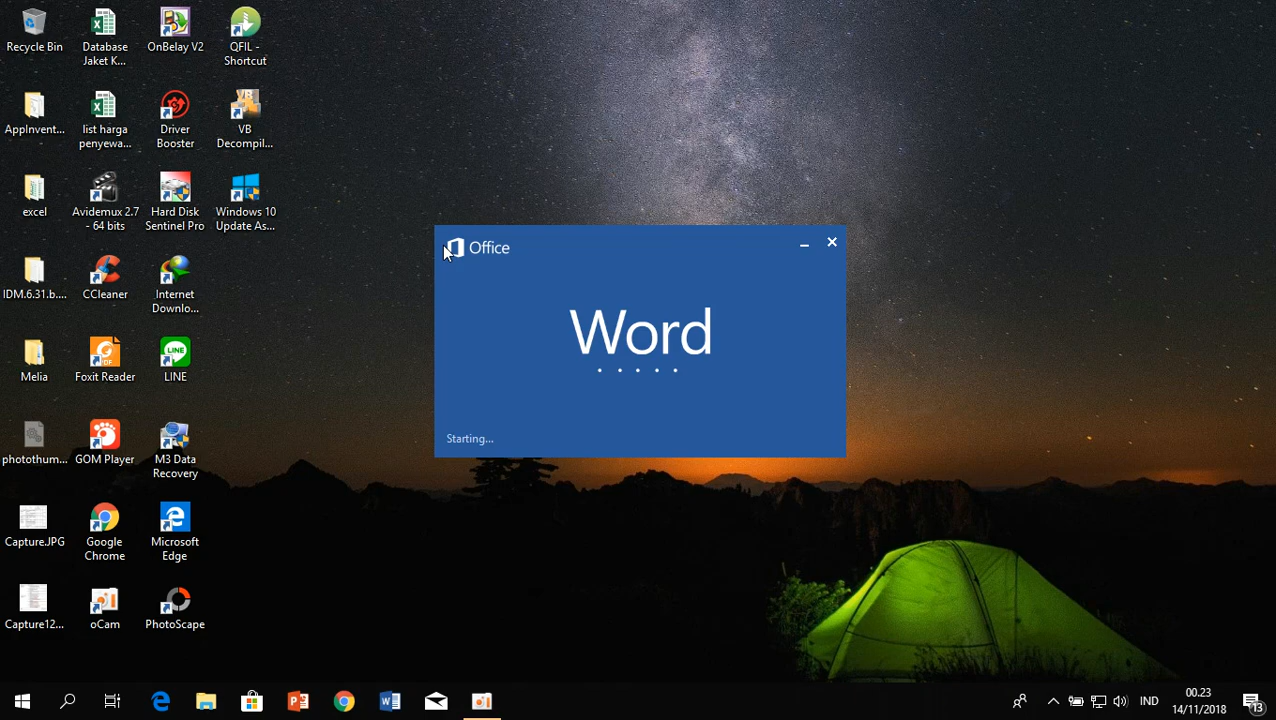 Recycle Bin
Database
Jaket K...
OnBelay V2
QFIL -
Shortcut
AppInvent...
list harga
penyewa...
Driver
Booster
VB
VB
Decompil...
excel
Avidemux 2.7
- 64 bits
Hard Disk
Sentinel Pro
Windows 10
Update As...
IDM.6.31.b...
CCleaner
Internet
Downlo...
Melia
PDF
Foxit Reader
LINE
LINE
photothum...
GOM Player
M3 Data
Recovery
Capture.JPG
Google
Chrome
Microsoft
Edge
Capture12...
oCam
PhotoScape
Office
Word
Starting...
IND
00.23
14/11/2018
13